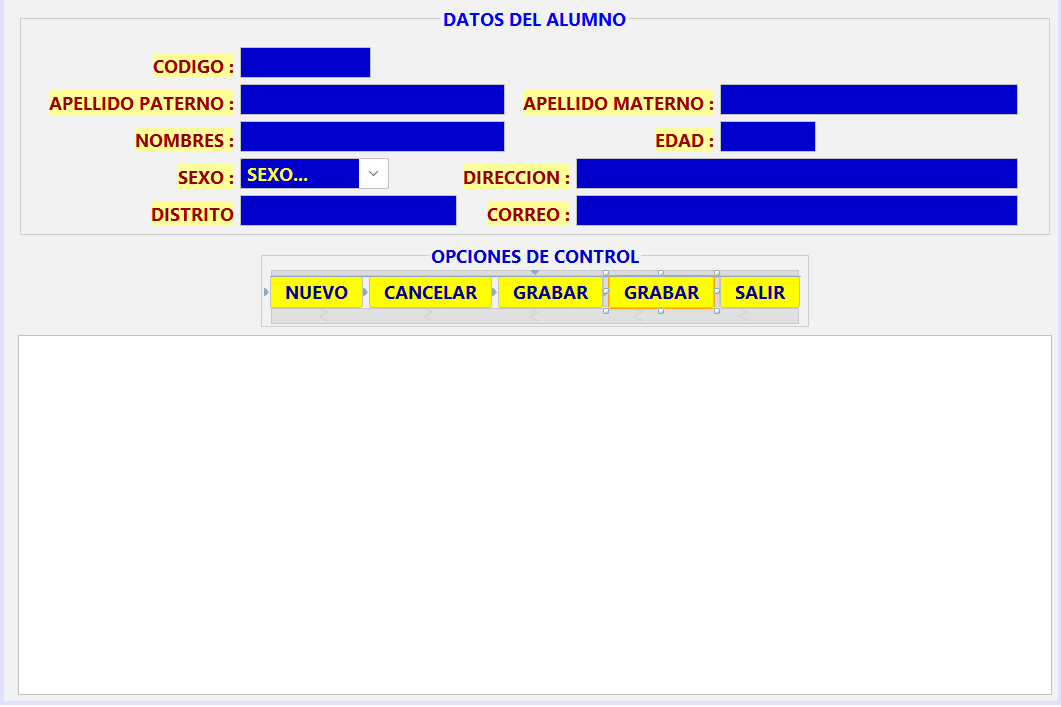 DATOS DEL ALUMNO
CODIGO :
APELLIDO PATERNO : APELLIDO MATERNO :
NOMBRES : EDAD :
SEXO : SEXO... DIRECCION :
DISTRITO CORREO :
OPCIONES DE CONTROL
NUEVO CANCELAR GRABAR GRABAR SALIR